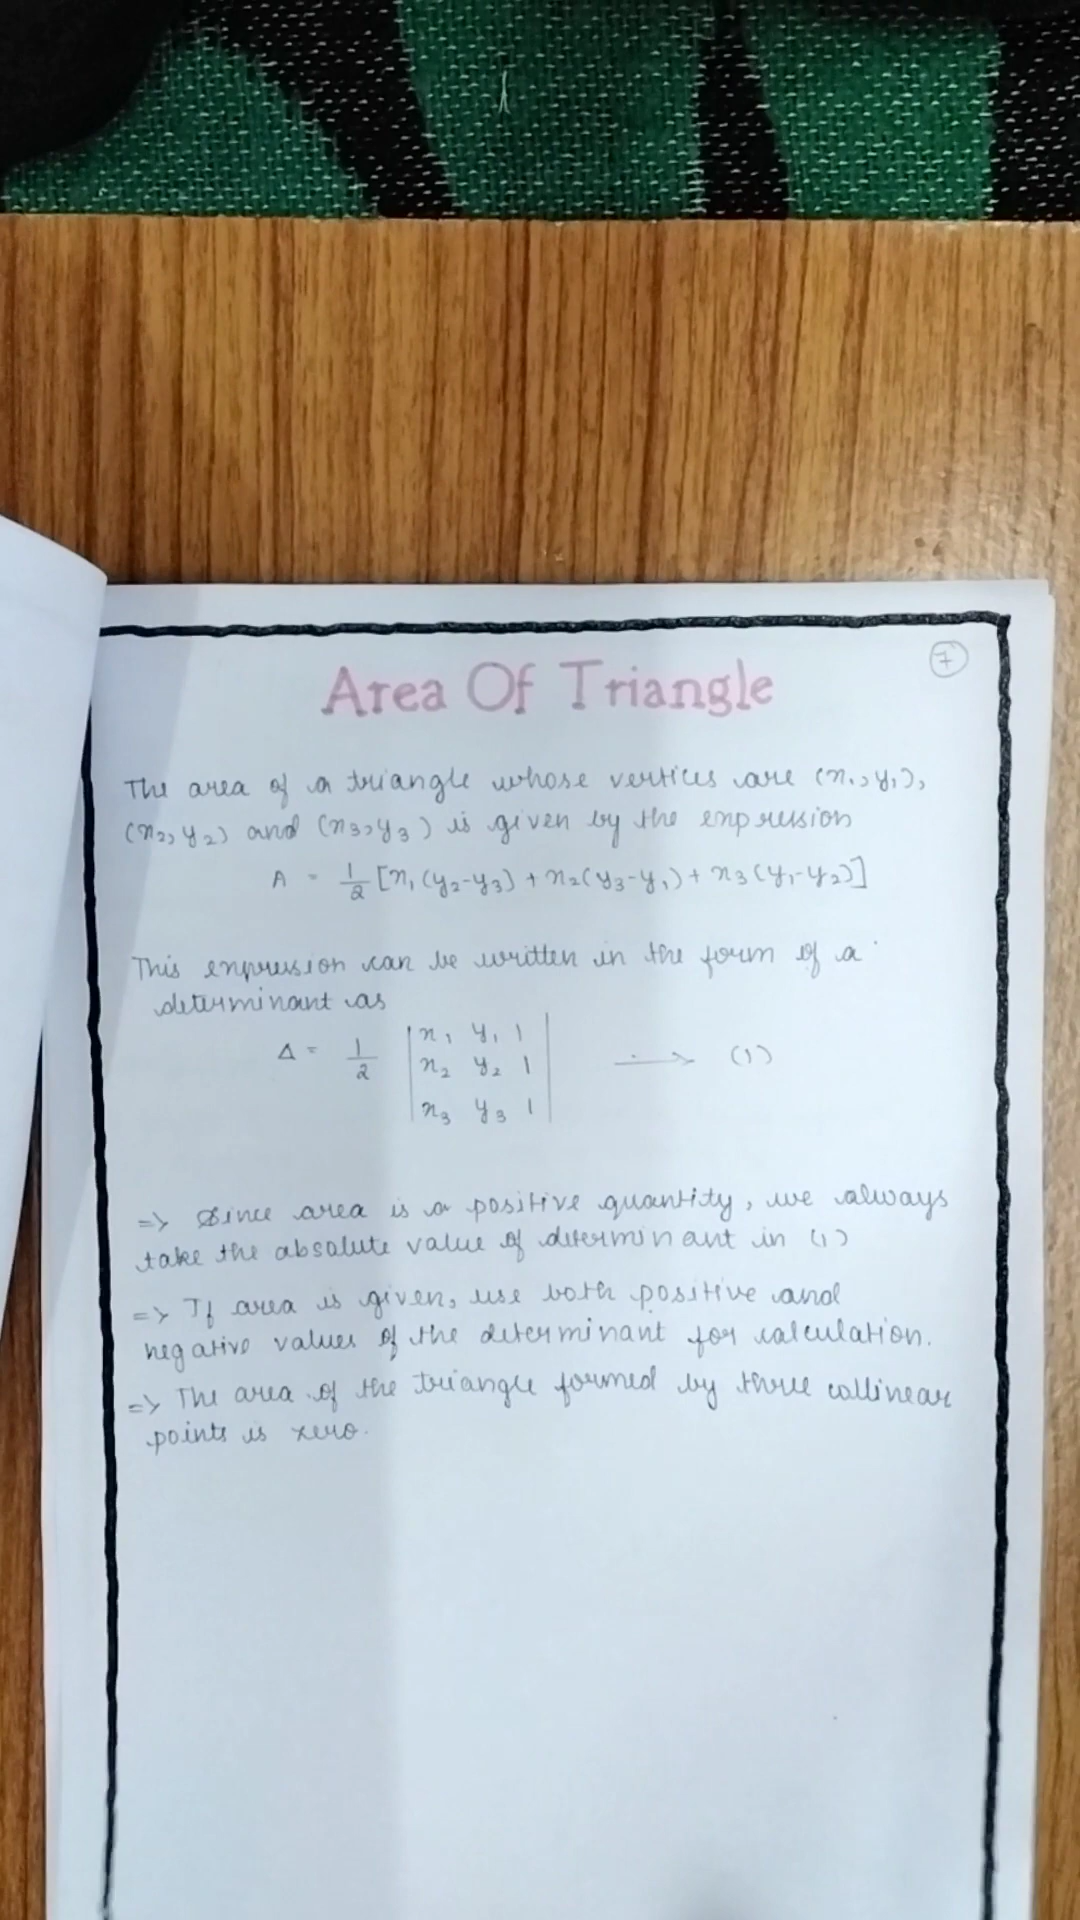 7
Area Of Triangle
The area of a triangle whose vertices are (x₁, y₁),
(x₂, y₂) and (x₃, y₃) is given by the expression
A = 1/2 [x₁ (y₂-y₃) + x₂ (y₃-y₁) + x₃ (y₁-y₂)]
This expression can be written in the form of a
determinant as
Δ = 1/2 | x₁ y₁ 1 |
| x₂ y₂ 1 | → (1)
| x₃ y₃ 1 |
=> Since area is a positive quantity, we always
take the absolute value of determinant in (1)
=> If area is given, use both positive and
negative values of the determinant for calculation.
=> The area of the triangle formed by three collinear
points is zero.